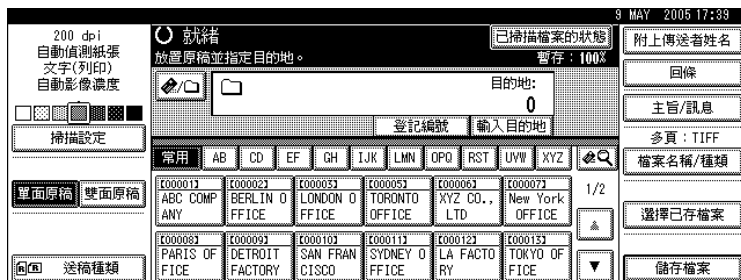 9 MAY 2005 17:39
200 dpi
自動偵測紙張
文字(列印)
自動影像濃度
掃描設定
單面原稿 雙面原稿
送稿種類
就緒
已掃描檔案的狀態
放置原稿並指定目的地。
暫存：100%
目的地:
0
登記編號 輸入目的地
常用 AB CD EF GH IJK LMN OPQ RST UVW XYZ
[00001] [00002] [00003] [00005] [00006] [00007]
ABC COMP BERLIN O LONDON O TORONTO XYZ CO., New York
ANY FFICE FFICE OFFICE LTD OFFICE
1/2
[00008] [00009] [00010] [00011] [00012] [00013]
PARIS OF DETROIT SAN FRAN SYDNEY O LA FACTO TOKYO OF
FICE FACTORY CISCO FFICE RY FICE
附上傳送者姓名
回條
主旨/訊息
多頁：TIFF
檔案名稱/種類
選擇已存檔案
儲存檔案